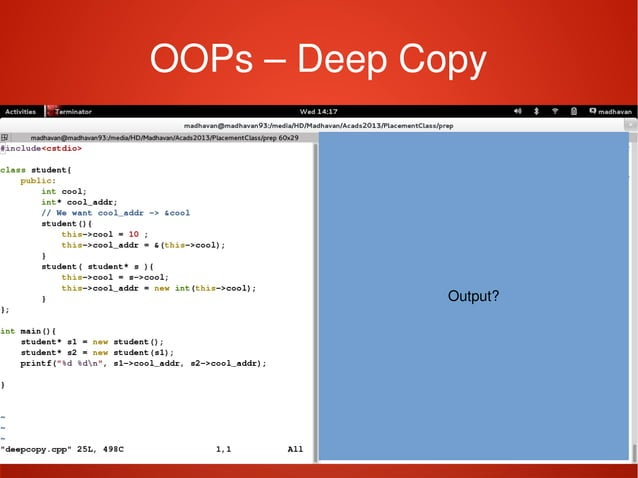 OOPs – Deep Copy
Activities Terminator Wed 14:17 madhavan
madhavan@madhavan93:/media/HD/Madhavan/Acads2013/PlacementClass/prep
madhavan@madhavan93:/media/HD/Madhavan/Acads2013/PlacementClass/prep 60x29
#include<cstdio>
class student{
public:
int cool;
int* cool_addr;
// We want cool_addr -> &cool
student(){
this->cool = 10 ;
this->cool_addr = &(this->cool);
}
student( student* s ){
this->cool = s->cool;
this->cool_addr = new int(this->cool);
}
};
int main(){
student* s1 = new student();
student* s2 = new student(s1);
printf("%d %d\n", s1->cool_addr, s2->cool_addr);
}
~
~
~
"deepcopy.cpp" 25L, 498C 1,1 All
Output?